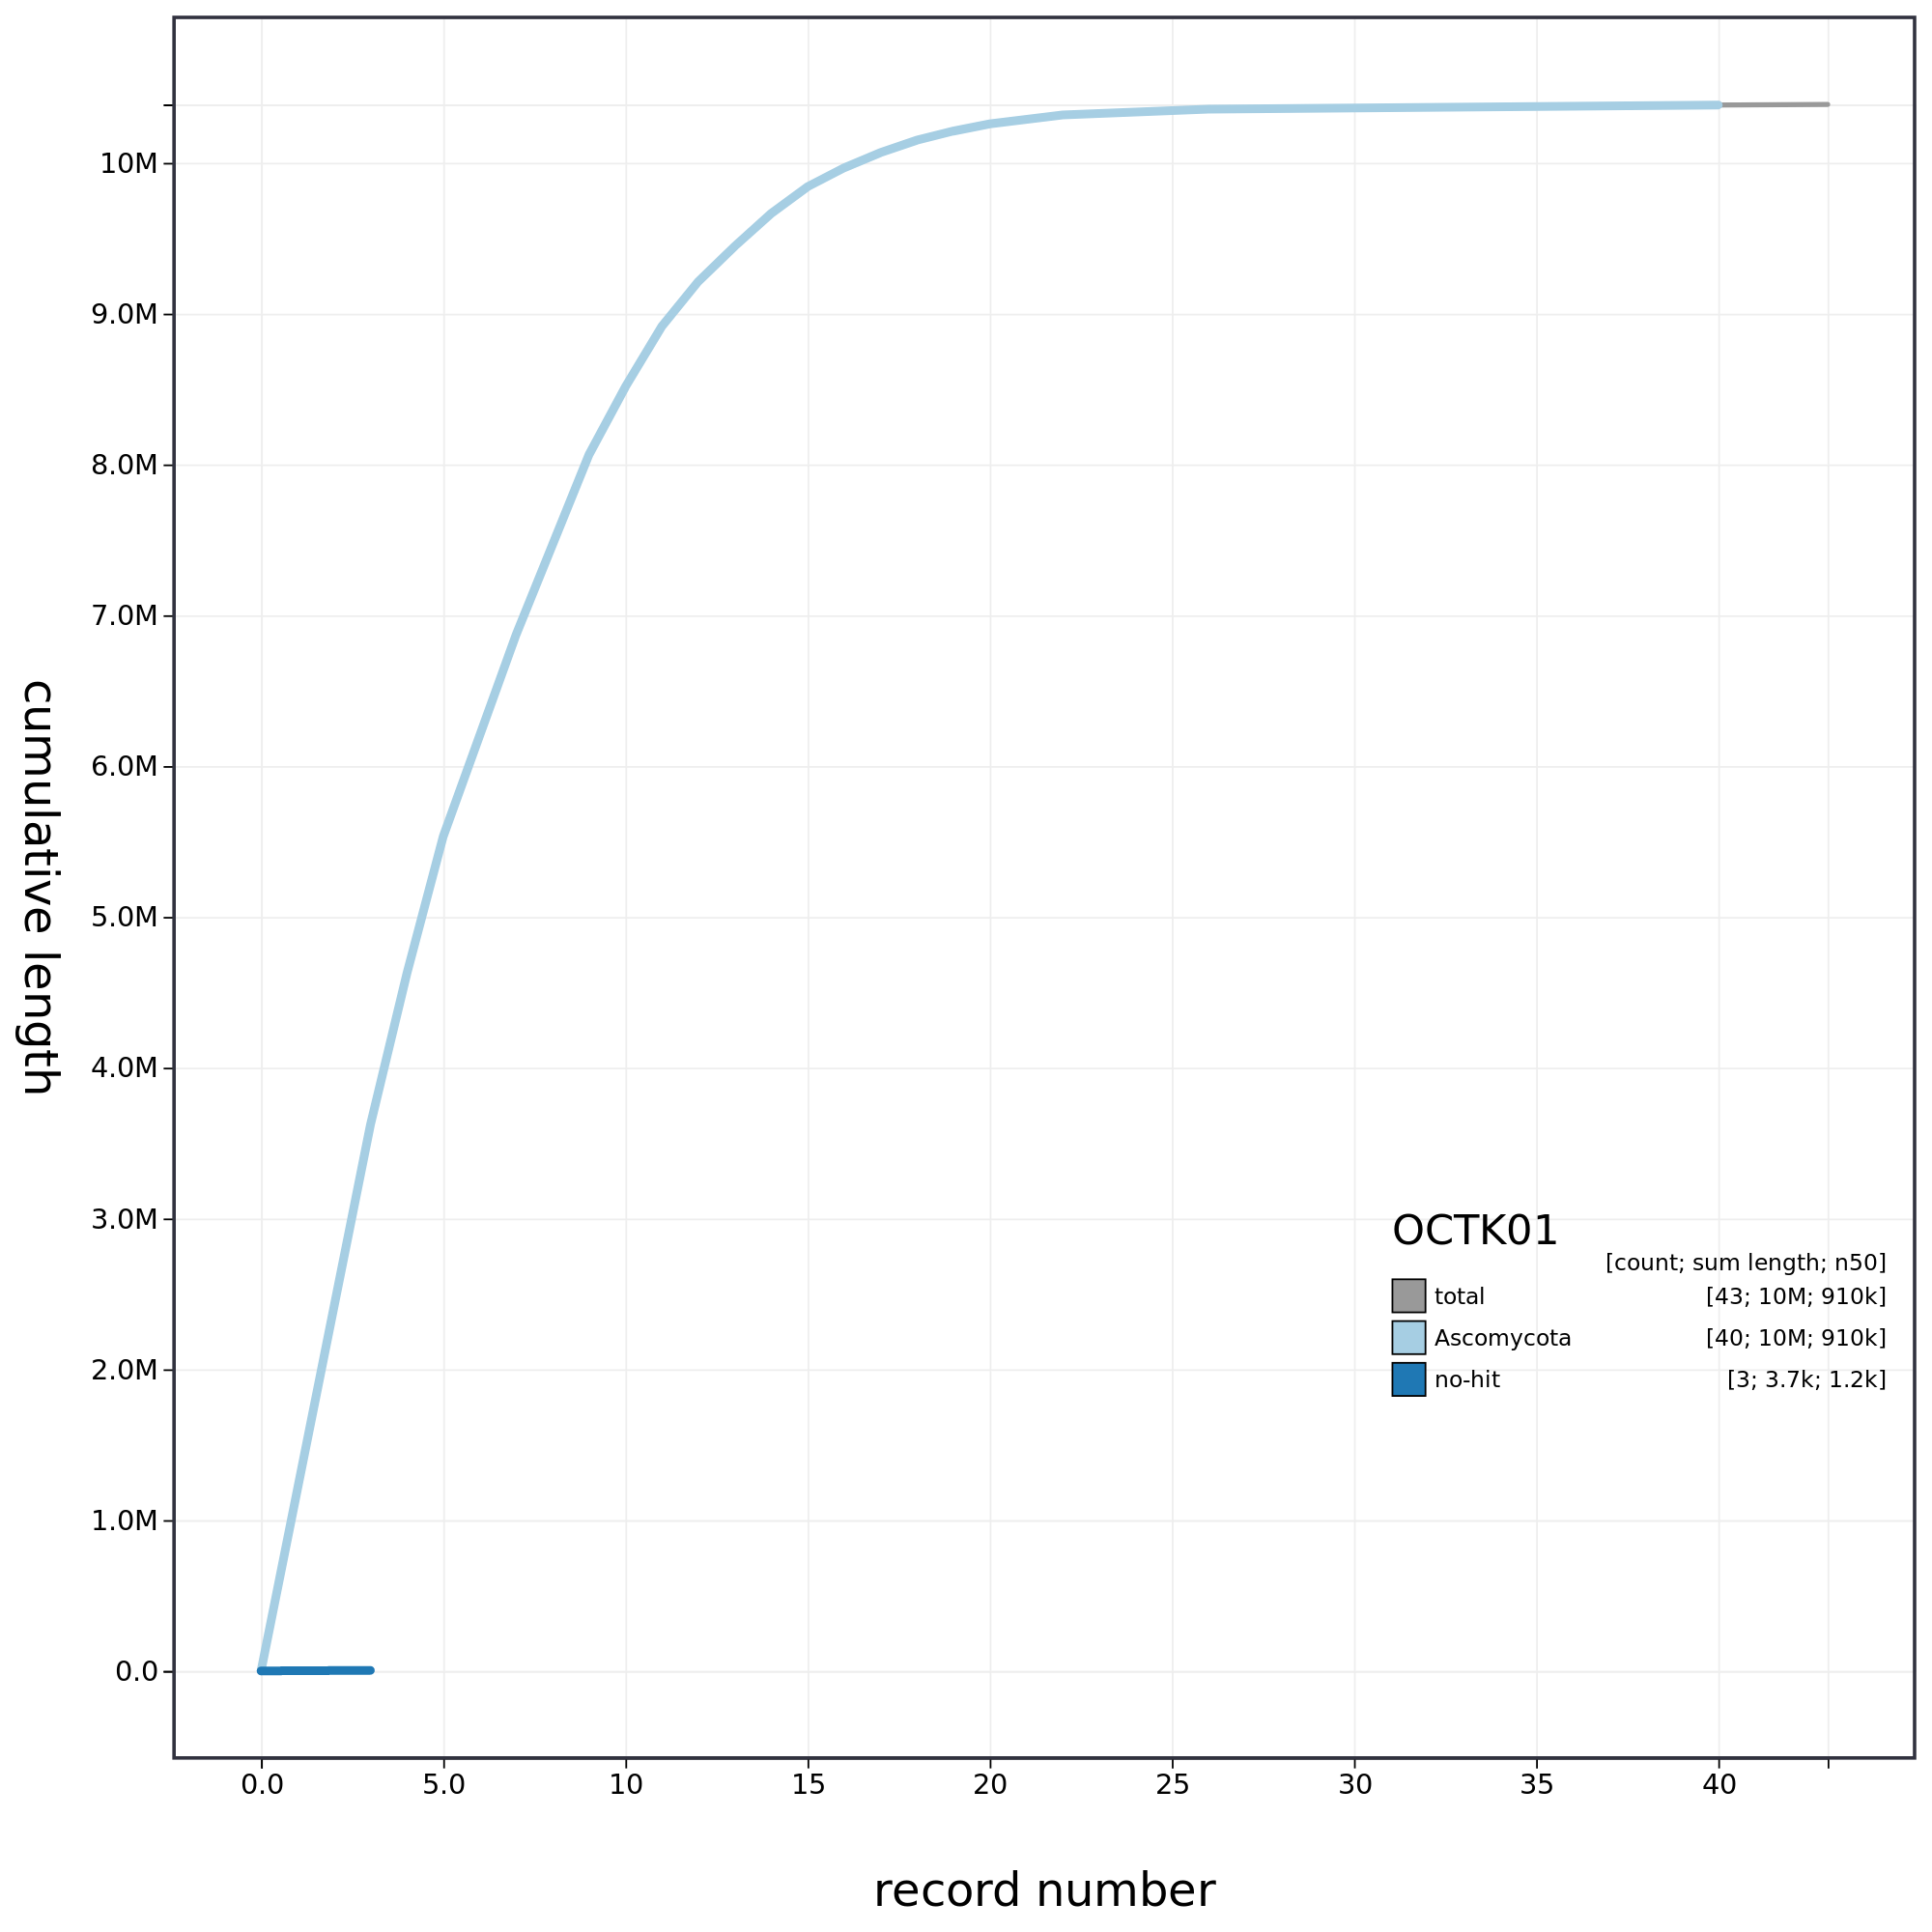 cumulative length
10M
9.0M
8.0M
7.0M
6.0M
5.0M
4.0M
3.0M
2.0M
1.0M
0.0
OCTK01
[count; sum length; n50]
total [43; 10M; 910k]
Ascomycota [40; 10M; 910k]
no-hit [3; 3.7k; 1.2k]
0.0 5.0 10 15 20 25 30 35 40
record number